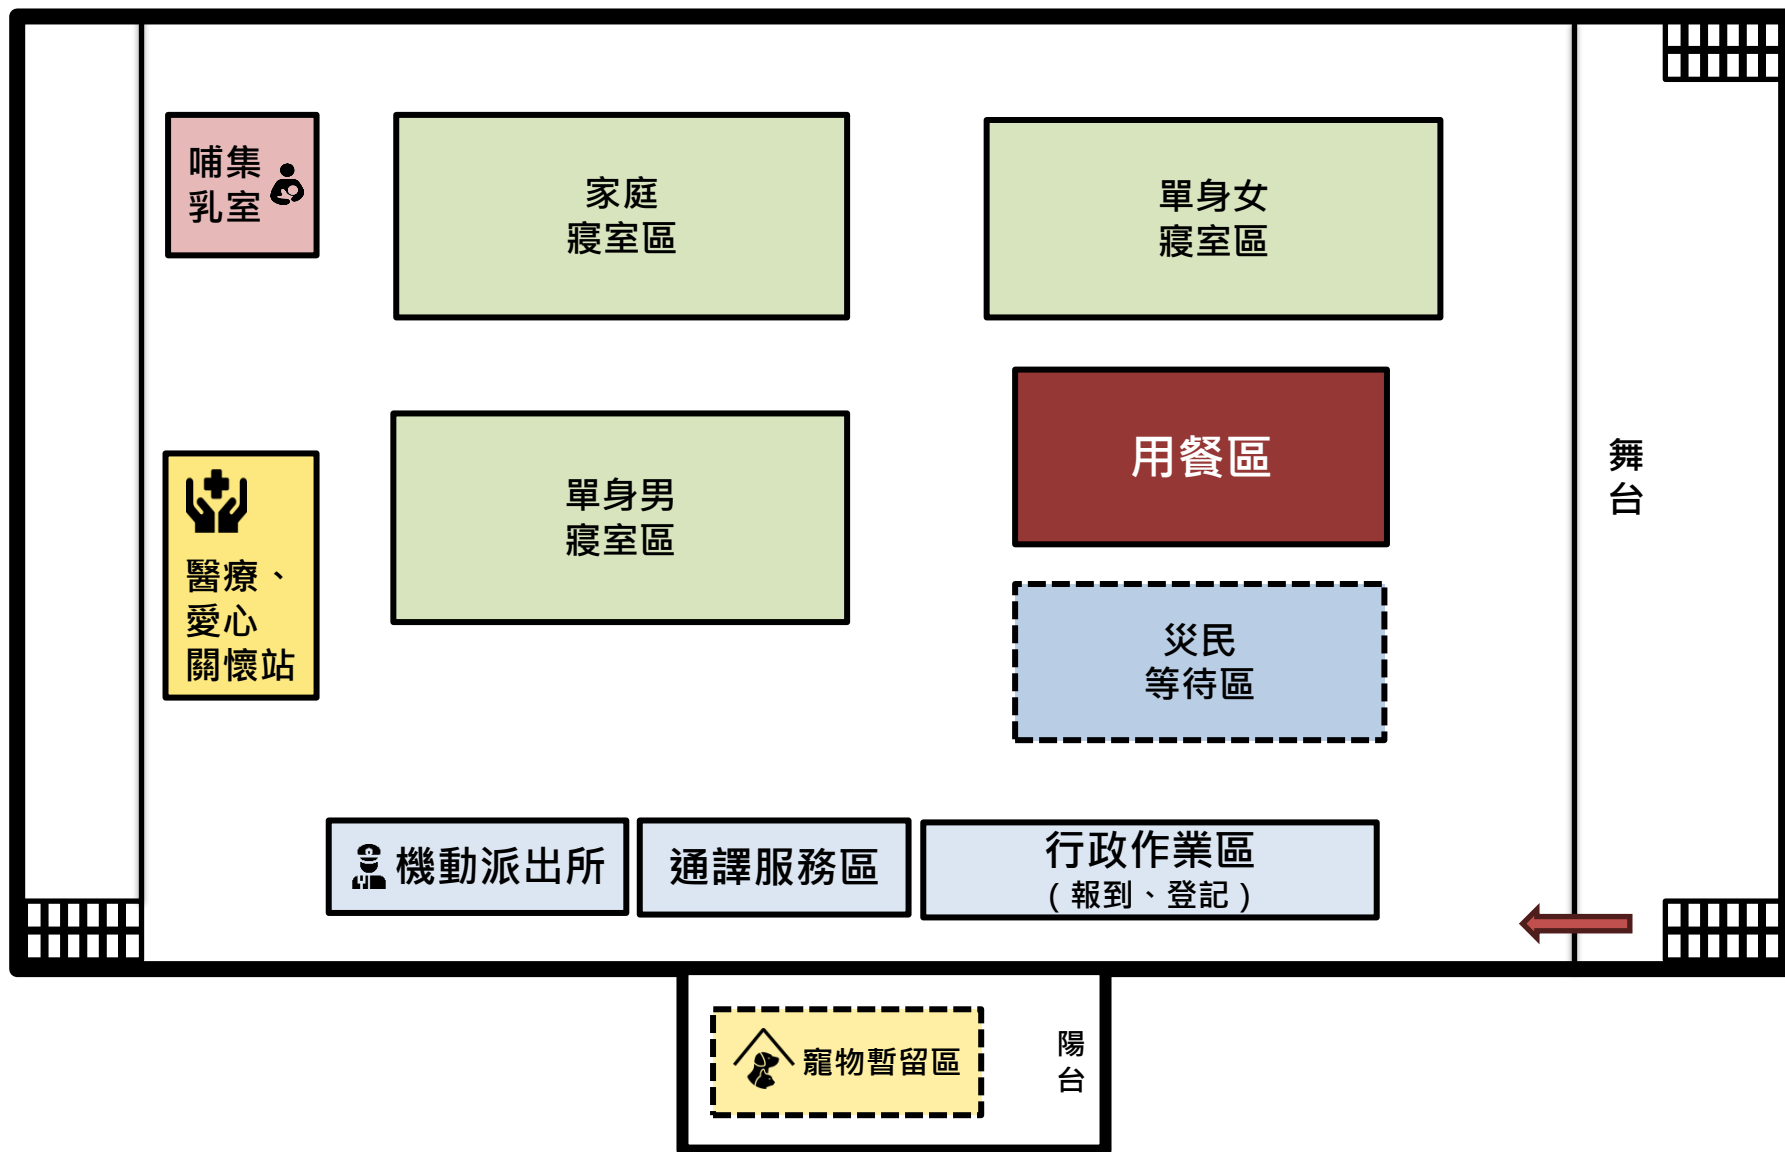 哺集
乳室
家庭
寢室區
單身女
寢室區
單身男
寢室區
用餐區
舞
台
醫療、
愛心
關懷站
災民
等待區
機動派出所
通譯服務區
行政作業區
（報到、登記）
寵物暫留區
陽
台